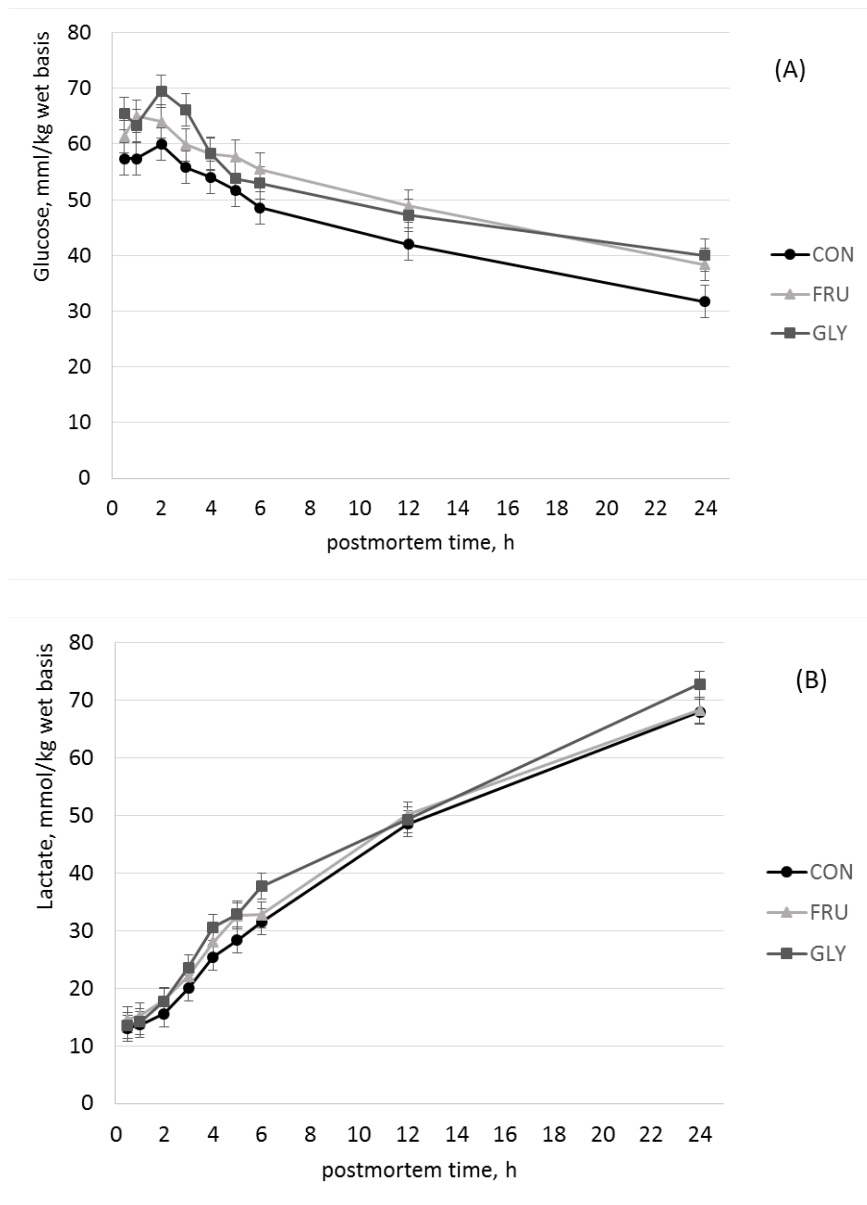 80
70
60
50
40
30
20
10
0
Glucose, mml/kg wet basis
(A)
CON
FRU
GLY
0 2 4 6 8 10 12 14 16 18 20 22 24
postmortem time, h
80
70
60
50
40
30
20
10
0
Lactate, mmol/kg wet basis
(B)
CON
FRU
GLY
0 2 4 6 8 10 12 14 16 18 20 22 24
postmortem time, h